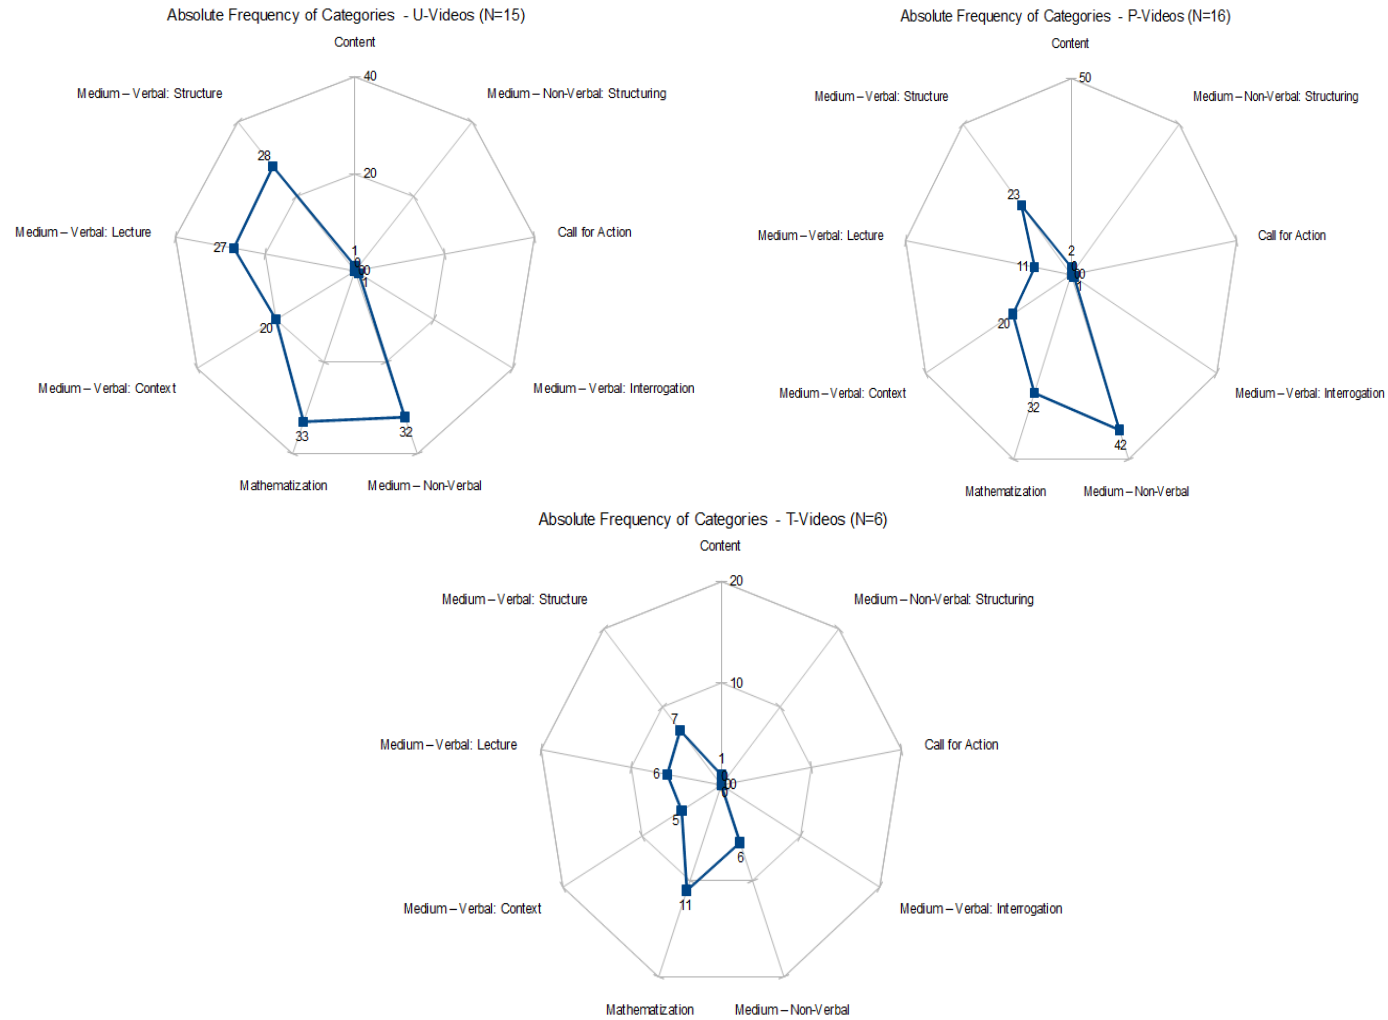 Absolute Frequency of Categories - U-Videos (N=15)
Content
40
Medium – Verbal: Structure
Medium – Non-Verbal: Structuring
28
20
Medium – Verbal: Lecture
27
Call for Action
1
1
20
Medium – Verbal: Context
Medium – Verbal: Interrogation
33
32
Mathematization
Medium – Non-Verbal
Absolute Frequency of Categories - P-Videos (N=16)
Content
50
Medium – Verbal: Structure
Medium – Non-Verbal: Structuring
23
Medium – Verbal: Lecture
Call for Action
2
11
1
20
Medium – Verbal: Context
Medium – Verbal: Interrogation
32
42
Mathematization
Medium – Non-Verbal
Absolute Frequency of Categories - T-Videos (N=6)
Content
20
Medium – Verbal: Structure
Medium – Non-Verbal: Structuring
10
7
Medium – Verbal: Lecture
Call for Action
1
6
0
5
6
Medium – Verbal: Context
Medium – Verbal: Interrogation
11
Mathematization
Medium – Non-Verbal